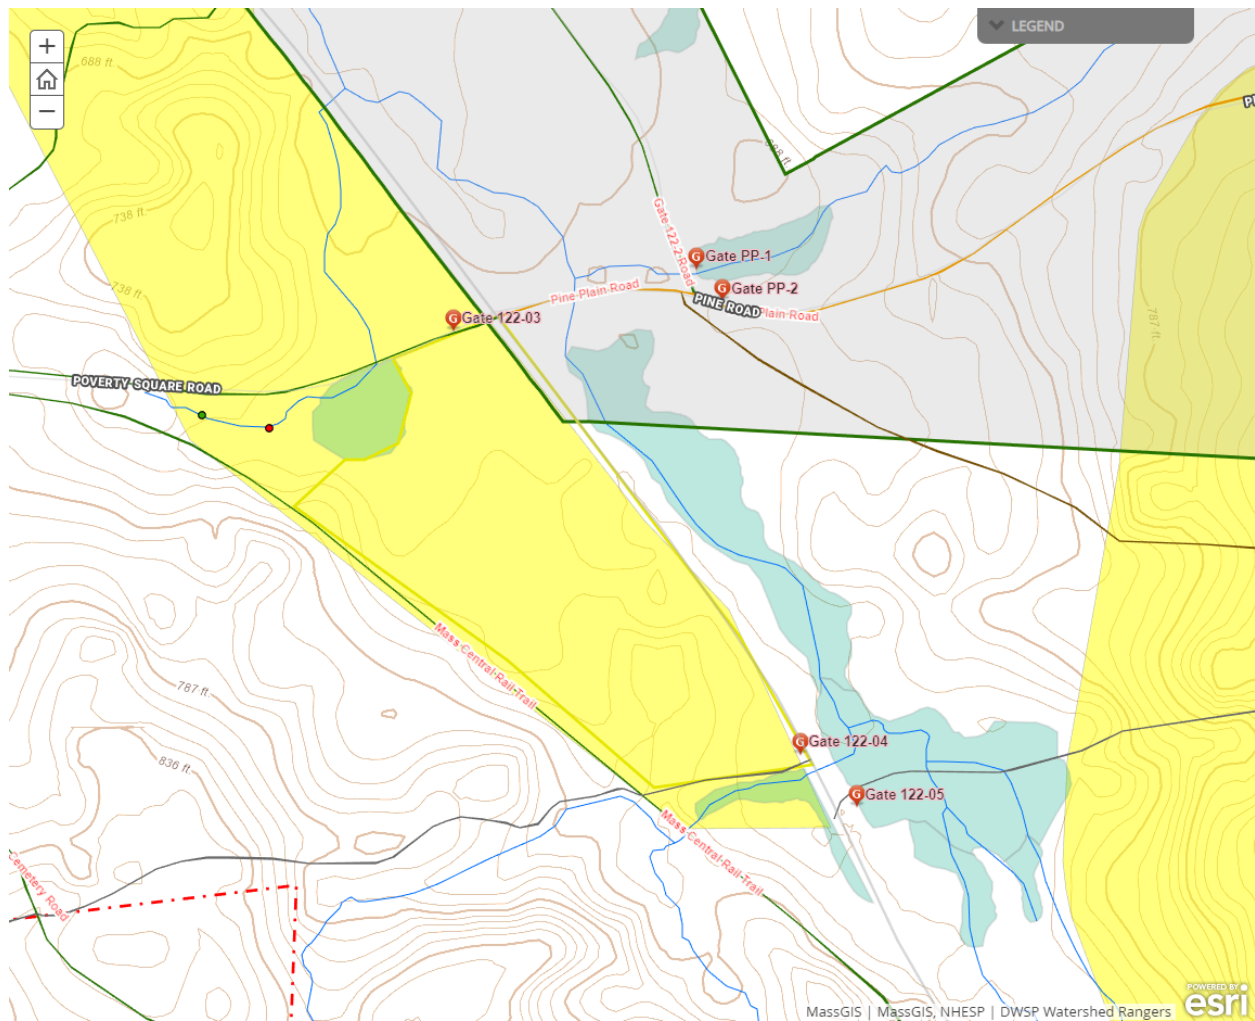 LEGEND
+
−
688 ft.
738 ft.
738 ft.
688 ft.
787 ft.
787 ft.
836 ft.
Gate 122-2 Road
Gate PP-1
Gate PP-2
Pine Plain Road
PINE ROAD
Plain Road
Gate 122-03
POVERTY SQUARE ROAD
Mass Central Rail Trail
Gate 122-04
Gate 122-05
Mass Central Rail Trail
Cemetery Road
MassGIS | MassGIS, NHESP | DWSP Watershed Rangers
POWERED BY
esri